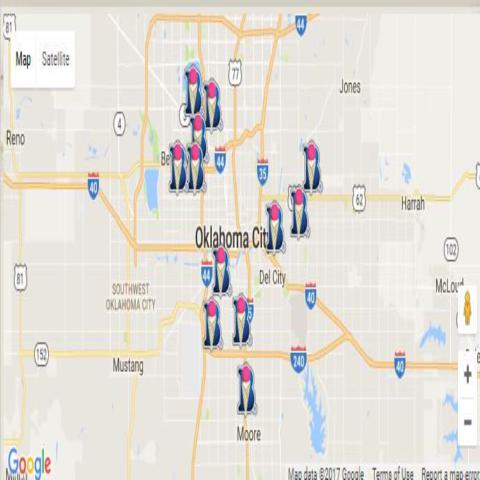 81
44
Map
Satellite
77
Jones
4
Reno
Be
44
35
40
62
Harrah
Oklahoma Cit
102
81
44
Del City
McLoud
SOUTHWEST
OKLAHOMA CITY
40
152
240
40
Mustang
+
−
Moore
Google
Map data ©2017 Google
Terms of Use
Report a map error